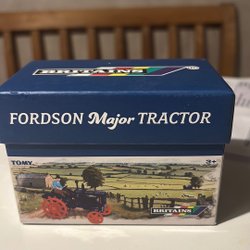 BRITAINS
FORDSON Major TRACTOR
TOMY
3+
BRITAINS